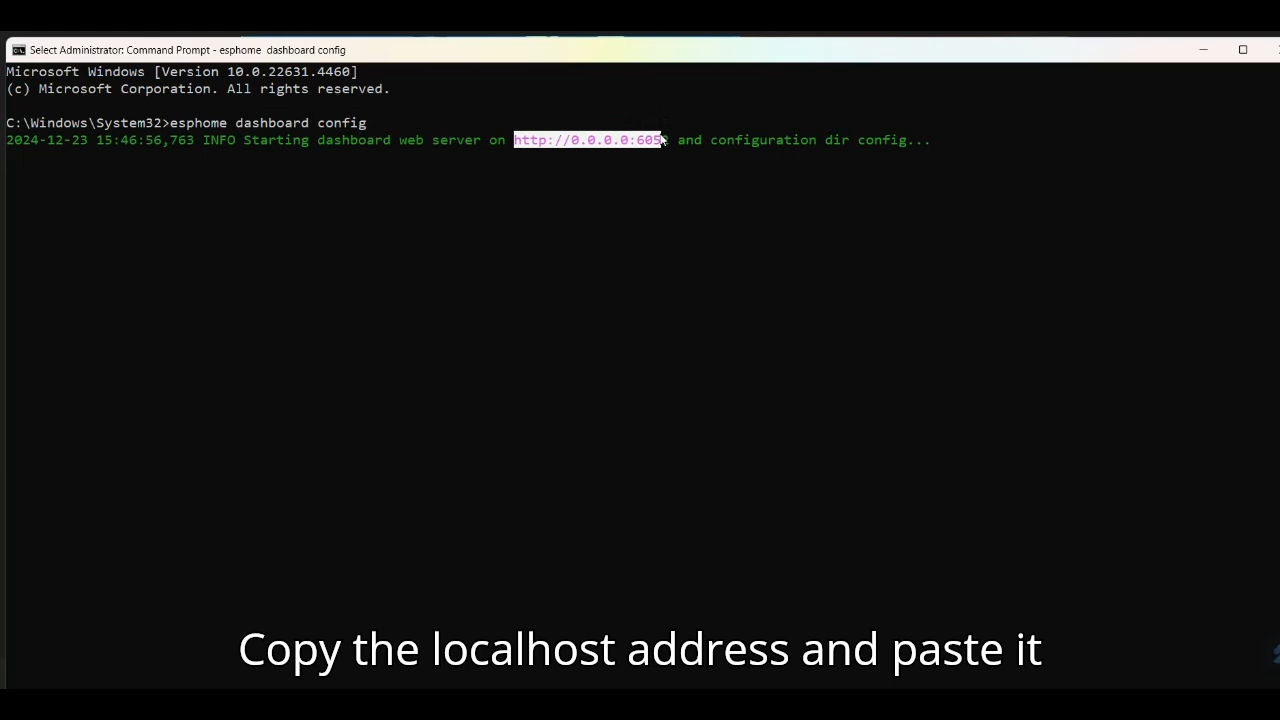 Select Administrator: Command Prompt - esphome  dashboard config
Microsoft Windows [Version 10.0.22631.4460]
(c) Microsoft Corporation. All rights reserved.
C:\Windows\System32>esphome dashboard config
2024-12-23 15:46:56,763 INFO Starting dashboard web server on http://0.0.0.0:6052 and configuration dir config...
Copy the localhost address and paste it